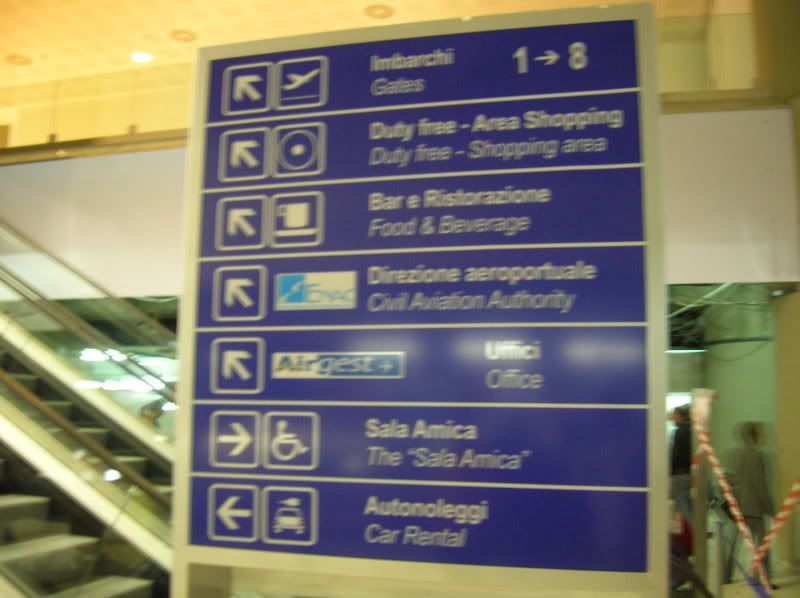 Imbarchi 1 → 8
Gates
Duty free - Area Shopping
Duty free - Shopping area
Bar e Ristorazione
Food & Beverage
ENAC
Direzione aeroportuale
Civil Aviation Authority
Airgest
Uffici
Office
Sala Amica
The "Sala Amica"
Autonoleggi
Car Rental